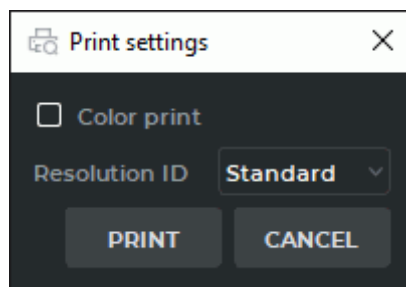 Print settings
Color print
Resolution ID Standard
PRINT CANCEL